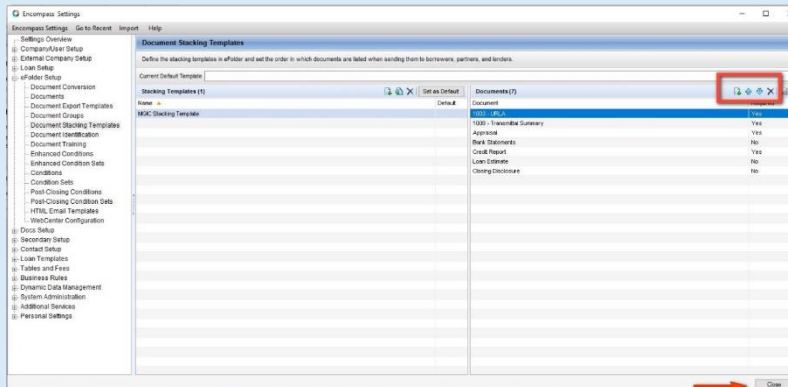 Encompass Settings
Encompass Settings Go to Recent Import Help
Settings Overview
Company/User Setup
External Company Setup
Loan Setup
eFolder Setup
Document Conversion
Documents
Document Export Templates
Document Groups
Document Stacking Templates
Document Identification
Document Training
Enhanced Conditions
Enhanced Condition Sets
Conditions
Condition Sets
Post-Closing Conditions
Post-Closing Condition Sets
HTML Email Templates
WebCenter Configuration
Docs Setup
Secondary Setup
Contact Setup
Loan Templates
Tables and Fees
Business Rules
Dynamic Data Management
System Administration
Additional Services
Personal Settings
Document Stacking Templates
Define the stacking templates in eFolder and set the order in which documents are listed when sending them to borrowers, partners, and lenders.
Current Default Template
Stacking Templates (1) Set as Default
Name Default
MGIC Stacking Template
Documents (7)
Document Required
1003 - URLA Yes
1008 - Transmittal Summary Yes
Appraisal Yes
Bank Statements No
Credit Report Yes
Loan Estimate No
Closing Disclosure No
Close